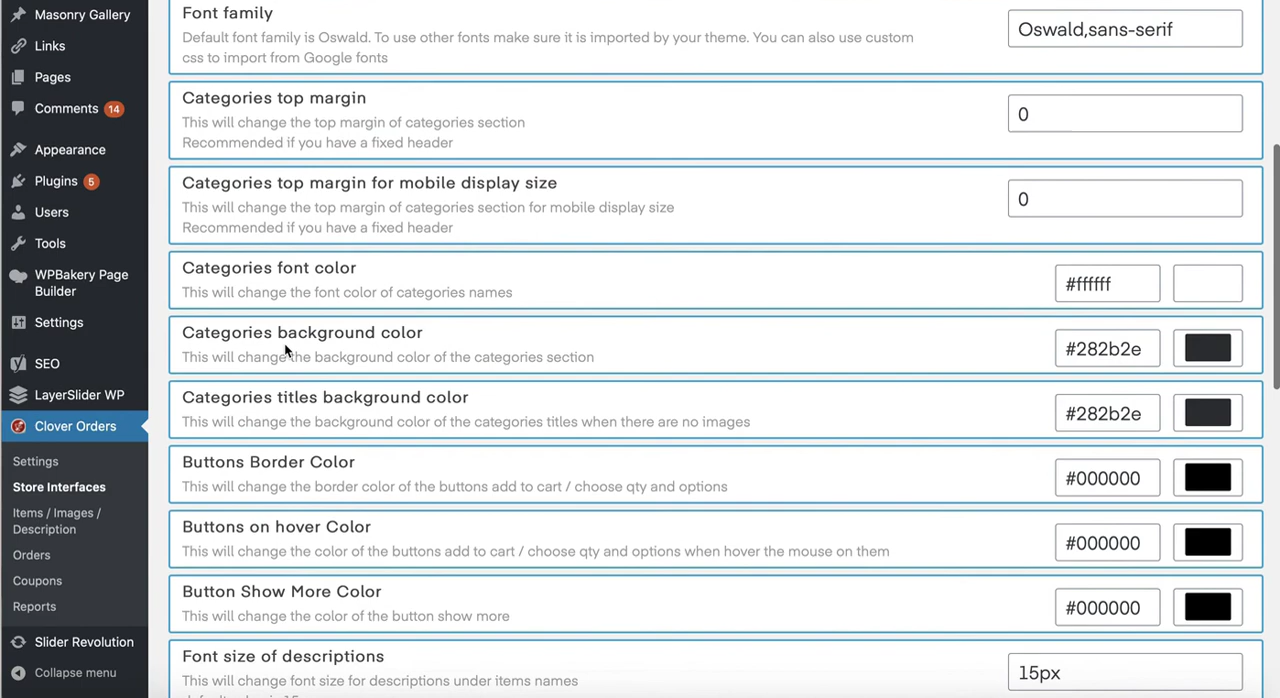 Masonry Gallery
Links
Pages
Comments 14
Appearance
Plugins 5
Users
Tools
WPBakery Page
Builder
Settings
SEO
LayerSlider WP
Clover Orders
Settings
Store Interfaces
Items / Images /
Description
Orders
Coupons
Reports
Slider Revolution
Collapse menu
Font family
Default font family is Oswald. To use other fonts make sure it is imported by your theme. You can also use custom
css to import from Google fonts
Oswald,sans-serif
Categories top margin
This will change the top margin of categories section
Recommended if you have a fixed header
0
Categories top margin for mobile display size
This will change the top margin of categories section for mobile display size
Recommended if you have a fixed header
0
Categories font color
This will change the font color of categories names
#ffffff
Categories background color
This will change the background color of the categories section
#282b2e
Categories titles background color
This will change the background color of the categories titles when there are no images
#282b2e
Buttons Border Color
This will change the border color of the buttons add to cart / choose qty and options
#000000
Buttons on hover Color
This will change the color of the buttons add to cart / choose qty and options when hover the mouse on them
#000000
Button Show More Color
This will change the color of the button show more
#000000
Font size of descriptions
This will change font size for descriptions under items names
15px